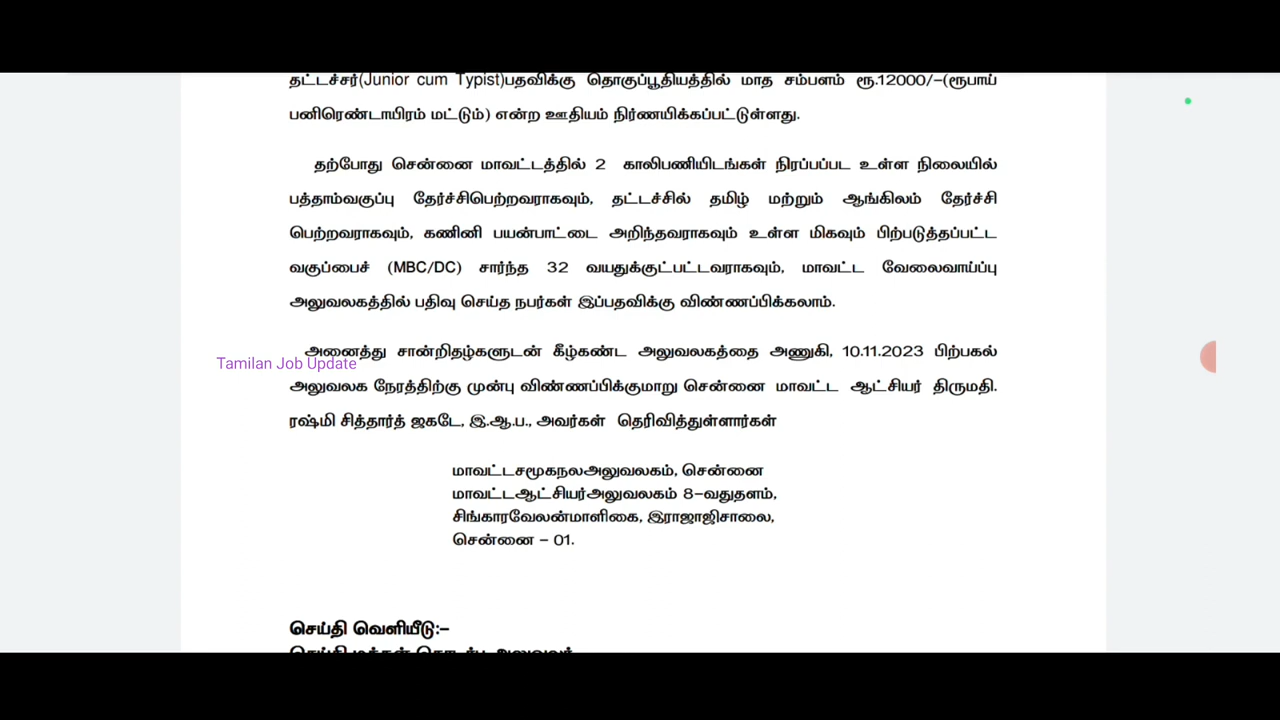 தட்டச்சர்(Junior cum Typist)பதவிக்கு தொகுப்பூதியத்தில் மாத சம்பளம் ரூ.12000/-(ரூபாய்
பனிரெண்டாயிரம் மட்டும்) என்ற ஊதியம் நிர்ணயிக்கப்பட்டுள்ளது.
தற்போது சென்னை மாவட்டத்தில் 2 காலிபணியிடங்கள் நிரப்பப்பட உள்ள நிலையில்
பத்தாம்வகுப்பு தேர்ச்சிபெற்றவராகவும், தட்டச்சில் தமிழ் மற்றும் ஆங்கிலம் தேர்ச்சி
பெற்றவராகவும், கணினி பயன்பாட்டை அறிந்தவராகவும் உள்ள மிகவும் பிற்படுத்தப்பட்ட
வகுப்பைச் (MBC/DC) சார்ந்த 32 வயதுக்குட்பட்டவராகவும், மாவட்ட வேலைவாய்ப்பு
அலுவலகத்தில் பதிவு செய்த நபர்கள் இப்பதவிக்கு விண்ணப்பிக்கலாம்.
அனைத்து சான்றிதழ்களுடன் கீழ்கண்ட அலுவலகத்தை அணுகி, 10.11.2023 பிற்பகல்
Tamilan Job Update
அலுவலக நேரத்திற்கு முன்பு விண்ணப்பிக்குமாறு சென்னை மாவட்ட ஆட்சியர் திருமதி.
ரஷ்மி சித்தார்த் ஜகடே, இ.ஆ.ப., அவர்கள் தெரிவித்துள்ளார்கள்
மாவட்டசமூகநலஅலுவலகம், சென்னை
மாவட்டஆட்சியர்அலுவலகம் 8-வதுதளம்,
சிங்காரவேலன்மாளிகை, இராஜாஜிசாலை,
சென்னை - 01.
செய்தி வெளியீடு:-
செய்தி மக்கள் தொடர்பு அலுவலர்